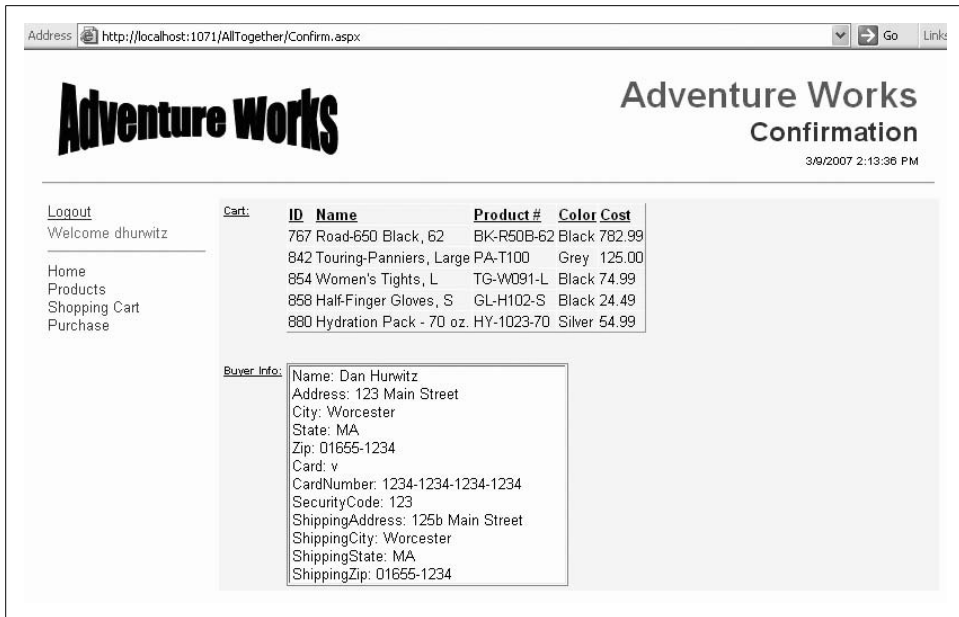 Address http://localhost:1071/AllTogether/Confirm.aspx Go Links
Adventure Works
Adventure Works
Confirmation
3/9/2007 2:13:36 PM
Logout
Welcome dhurwitz
Home
Products
Shopping Cart
Purchase
Cart:
ID Name Product # Color Cost
767 Road-650 Black, 62 BK-R50B-62 Black 782.99
842 Touring-Panniers, Large PA-T100 Grey 125.00
854 Women's Tights, L TG-W091-L Black 74.99
858 Half-Finger Gloves, S GL-H102-S Black 24.49
880 Hydration Pack - 70 oz. HY-1023-70 Silver 54.99
Buyer Info:
Name: Dan Hurwitz
Address: 123 Main Street
City: Worcester
State: MA
Zip: 01655-1234
Card: v
CardNumber: 1234-1234-1234-1234
SecurityCode: 123
ShippingAddress: 125b Main Street
ShippingCity: Worcester
ShippingState: MA
ShippingZip: 01655-1234